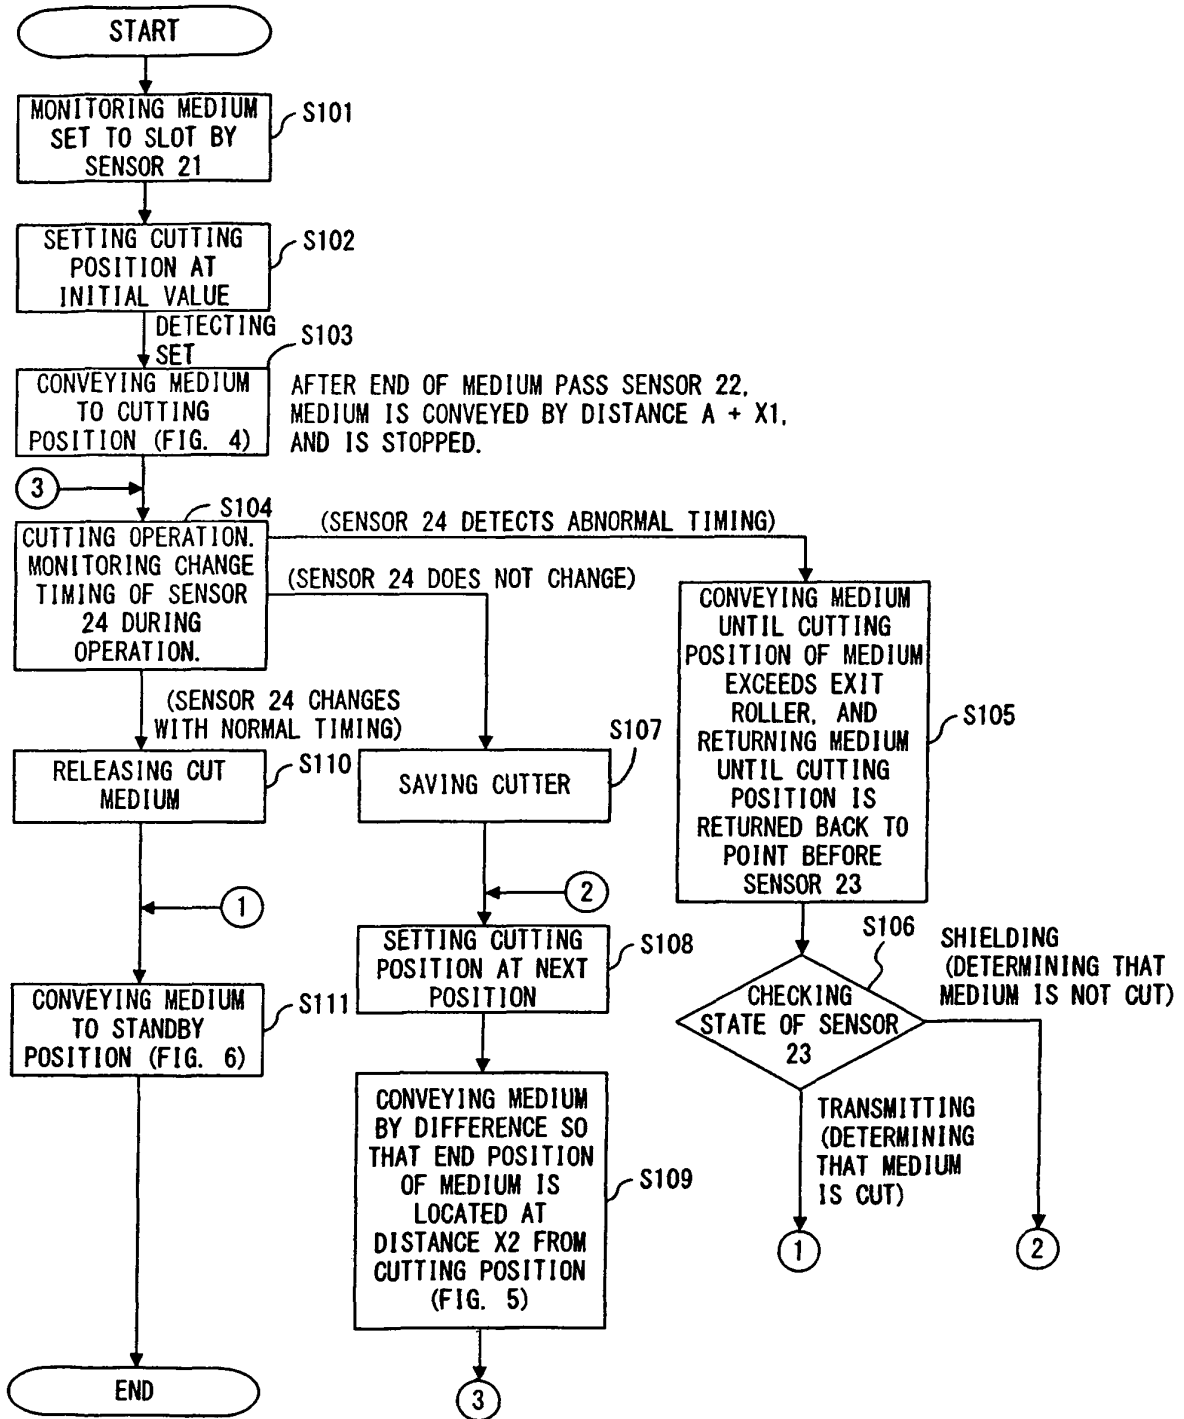 START
MONITORING MEDIUM
SET TO SLOT BY
SENSOR 21
S101
SETTING CUTTING
POSITION AT
INITIAL VALUE
S102
DETECTING
SET
S103
CONVEYING MEDIUM
TO CUTTING
POSITION (FIG. 4)
AFTER END OF MEDIUM PASS SENSOR 22,
MEDIUM IS CONVEYED BY DISTANCE A + X1,
AND IS STOPPED.
3
S104
CUTTING OPERATION.
MONITORING CHANGE
TIMING OF SENSOR
24 DURING
OPERATION.
(SENSOR 24 DETECTS ABNORMAL TIMING)
(SENSOR 24 DOES NOT CHANGE)
(SENSOR 24 CHANGES
WITH NORMAL TIMING)
CONVEYING MEDIUM
UNTIL CUTTING
POSITION OF MEDIUM
EXCEEDS EXIT
ROLLER, AND
RETURNING MEDIUM
UNTIL CUTTING
POSITION IS
RETURNED BACK TO
POINT BEFORE
SENSOR 23
S105
RELEASING CUT
MEDIUM
S110
SAVING CUTTER
S107
1
2
SETTING CUTTING
POSITION AT NEXT
POSITION
S108
S106
CHECKING
STATE OF SENSOR
23
SHIELDING
(DETERMINING THAT
MEDIUM IS NOT CUT)
CONVEYING MEDIUM
TO STANDBY
POSITION (FIG. 6)
S111
CONVEYING MEDIUM
BY DIFFERENCE SO
THAT END POSITION
OF MEDIUM IS
LOCATED AT
DISTANCE X2 FROM
CUTTING POSITION
(FIG. 5)
S109
TRANSMITTING
(DETERMINING
THAT MEDIUM
IS CUT)
1
2
END
3